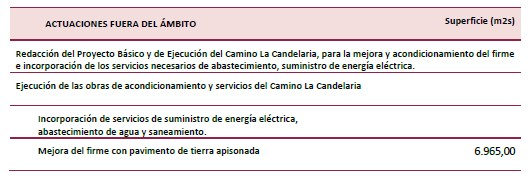 ACTUACIONES FUERA DEL ÁMBITO Superficie (m2s)
Redacción del Proyecto Básico y de Ejecución del Camino La Candelaria, para la mejora y acondicionamiento del firme
e incorporación de los servicios necesarios de abastecimiento, suministro de energía eléctrica.
Ejecución de las obras de acondicionamiento y servicios del Camino La Candelaria
Incorporación de servicios de suministro de energía eléctrica,
abastecimiento de agua y saneamiento.
Mejora del firme con pavimento de tierra apisonada 6.965,00